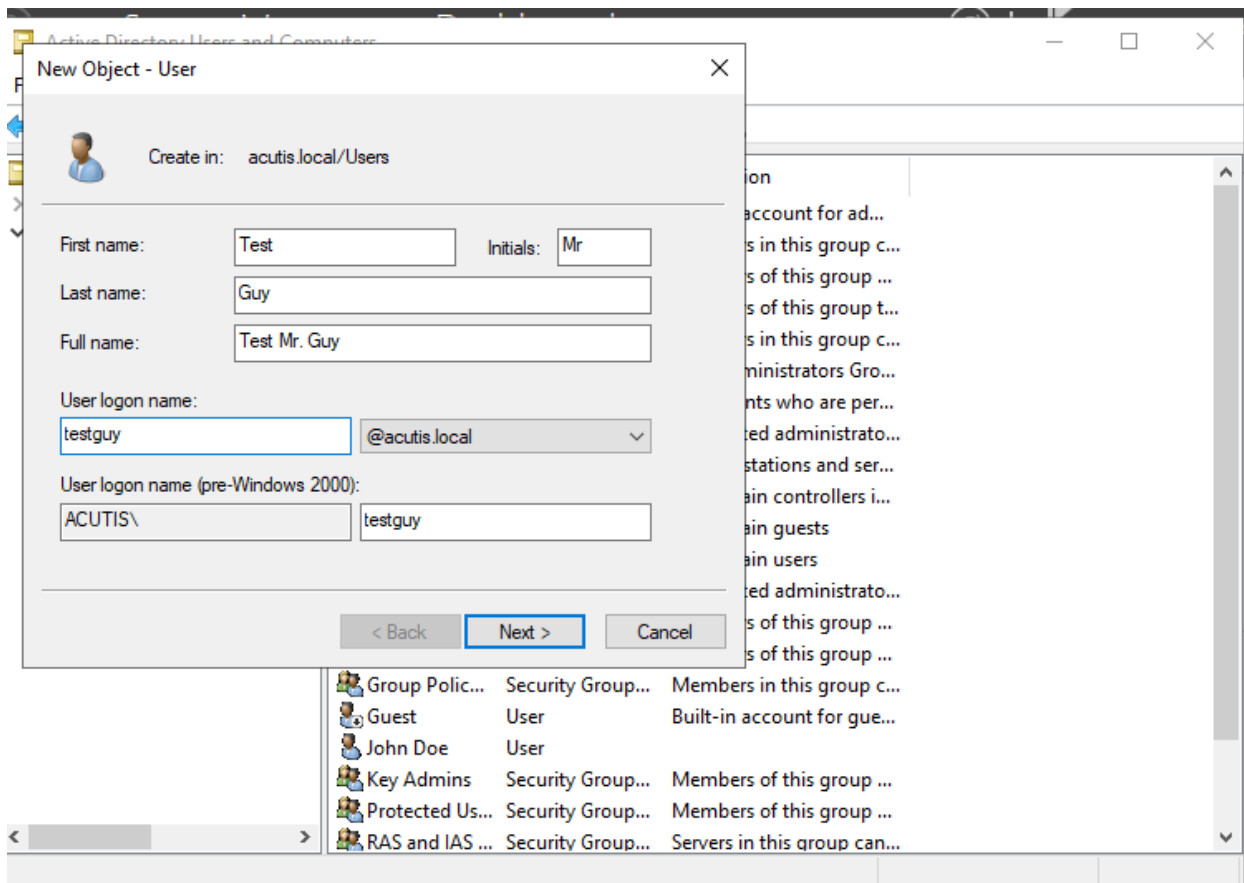 Active Directory Users and Computers
New Object - User
Create in: acutis.local/Users
First name: Test Initials: Mr
Last name: Guy
Full name: Test Mr. Guy
User logon name:
testguy @acutis.local
User logon name (pre-Windows 2000):
ACUTIS\ testguy
< Back Next > Cancel
ion
account for ad...
s in this group c...
s of this group ...
s of this group t...
s in this group c...
ministrators Gro...
nts who are per...
ted administrato...
stations and ser...
ain controllers i...
ain guests
ain users
ted administrato...
s of this group ...
s of this group ...
Group Polic... Security Group... Members in this group c...
Guest User Built-in account for gue...
John Doe User
Key Admins Security Group... Members of this group ...
Protected Us... Security Group... Members of this group ...
RAS and IAS ... Security Group... Servers in this group can...